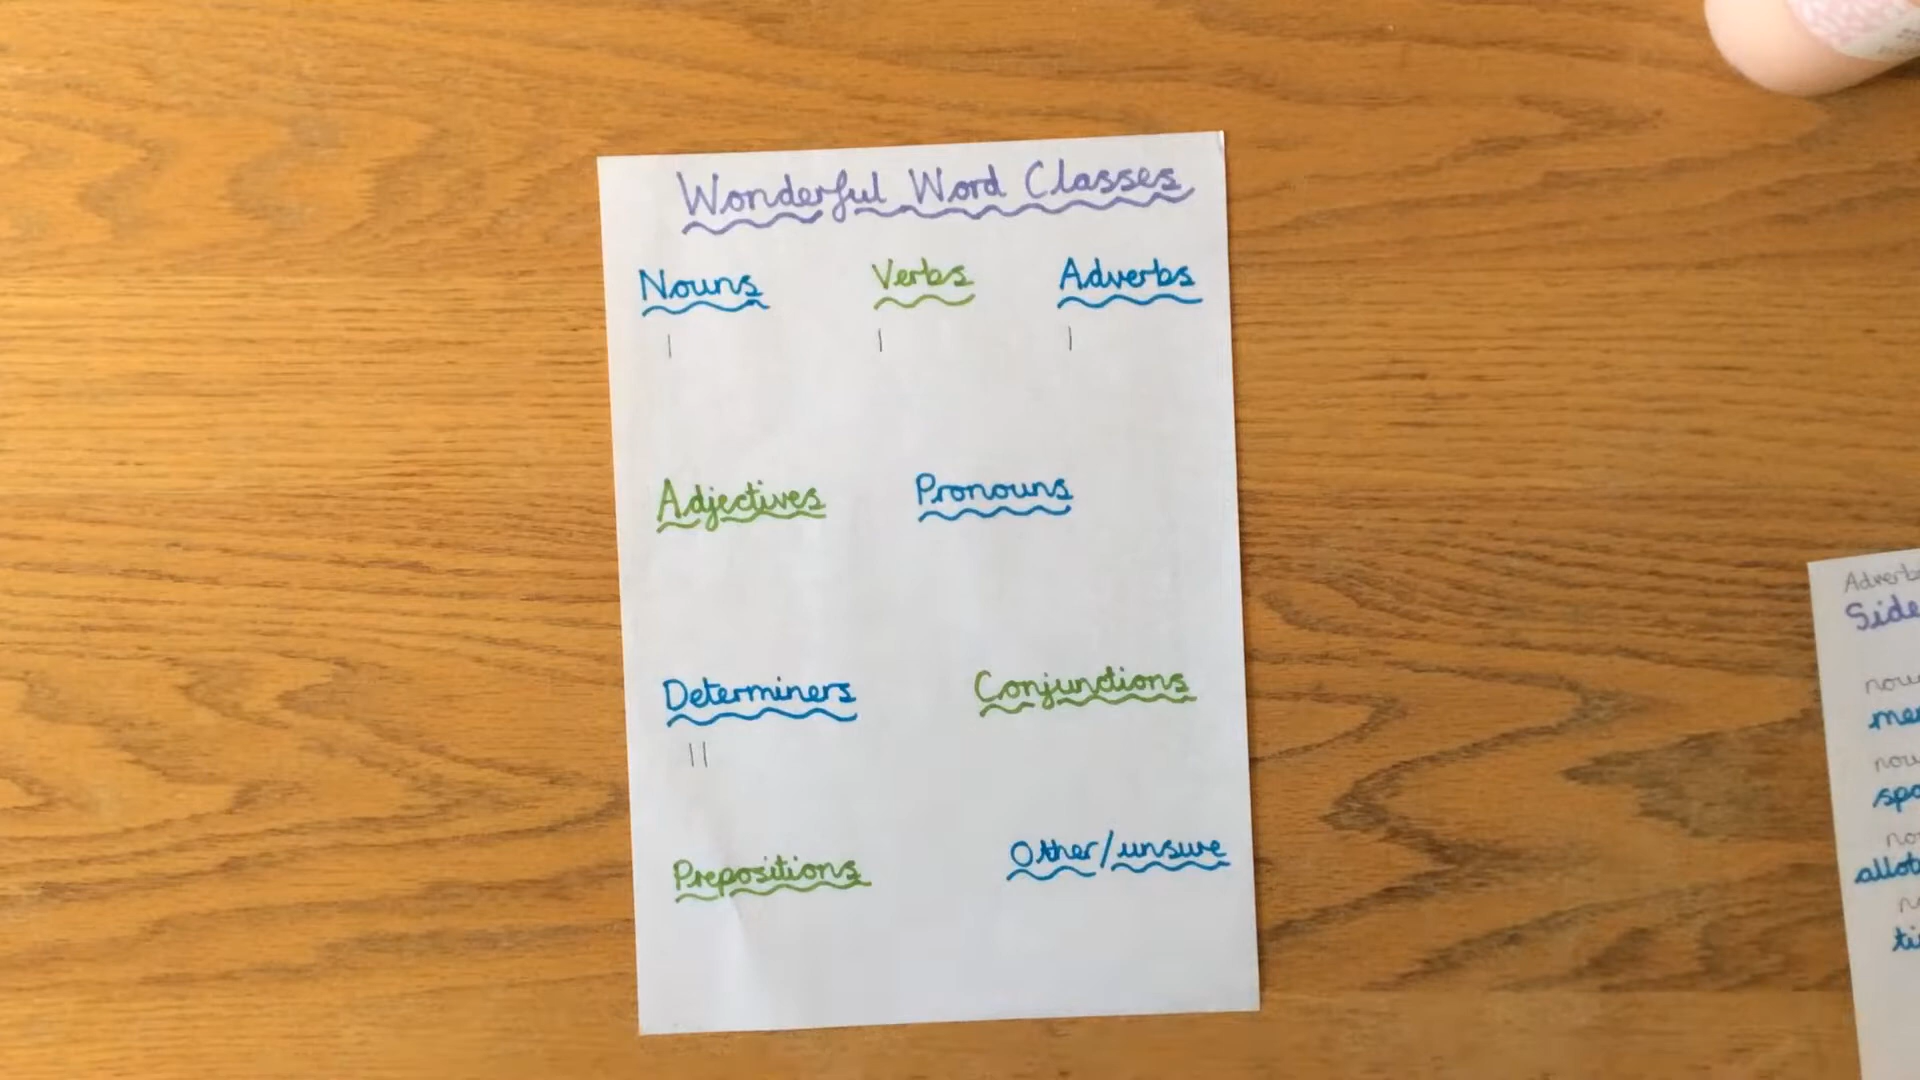 Wonderful Word Classes
Nouns Verbs Adverbs
| | |
Adjectives Pronouns
Determiners Conjunctions
||
Prepositions Other/unsure